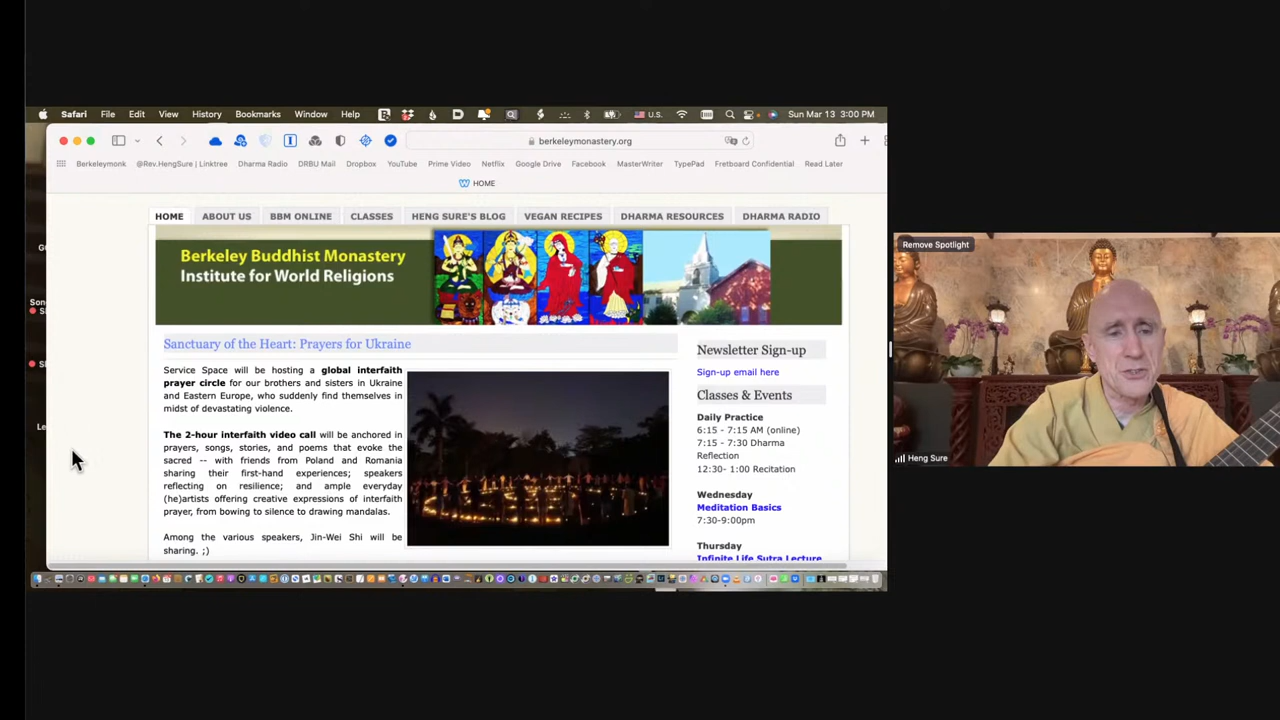 Safari File Edit View History Bookmarks Window Help U.S. Sun Mar 13 3:00 PM
berkeleymonastery.org
Berkeleymonk @Rev.HengSure | Linktree Dharma Radio DRBU Mail Dropbox YouTube Prime Video Netflix Google Drive Facebook MasterWriter TypePad Fretboard Confidential Read Later
HOME
HOME ABOUT US BBM ONLINE CLASSES HENG SURE'S BLOG VEGAN RECIPES DHARMA RESOURCES DHARMA RADIO
Berkeley Buddhist Monastery
Institute for World Religions
Sanctuary of the Heart: Prayers for Ukraine
Service Space will be hosting a global interfaith
prayer circle for our brothers and sisters in Ukraine
and Eastern Europe, who suddenly find themselves in
midst of devastating violence.
The 2-hour interfaith video call will be anchored in
prayers, songs, stories, and poems that evoke the
sacred -- with friends from Poland and Romania
sharing their first-hand experiences; speakers
reflecting on resilience; and ample everyday
(he)artists offering creative expressions of interfaith
prayer, from bowing to silence to drawing mandalas.
Among the various speakers, Jin-Wei Shi will be
sharing. ;)
Newsletter Sign-up
Sign-up email here
Classes & Events
Daily Practice
6:15 - 7:15 AM (online)
7:15 - 7:30 Dharma
Reflection
12:30- 1:00 Recitation
Wednesday
Meditation Basics
7:30-9:00pm
Thursday
Infinite Life Sutra Lecture
Remove Spotlight
Heng Sure